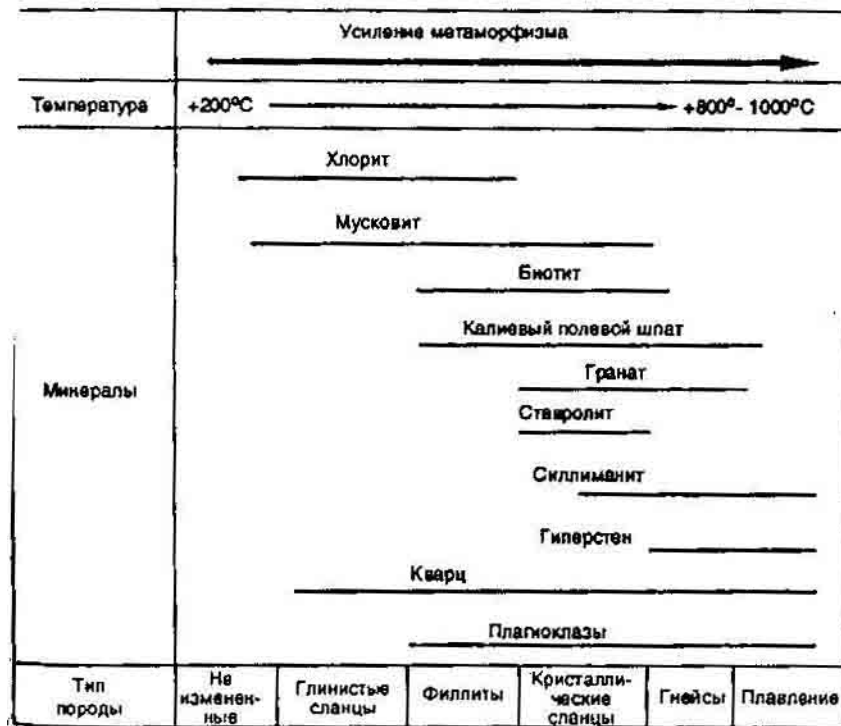 Усиление метаморфизма
Температура +200°С +800°- 1000°С
Хлорит
Мусковит
Биотит
Калиевый полевой шпат
Гранат
Минералы
Ставролит
Силлиманит
Гиперстен
Кварц
Плагиоклазы
Тип
породы
Не
изменен-
ные
Глинистые
сланцы
Филлиты
Кристалли-
ческие
сланцы
Гнейсы
Плавление